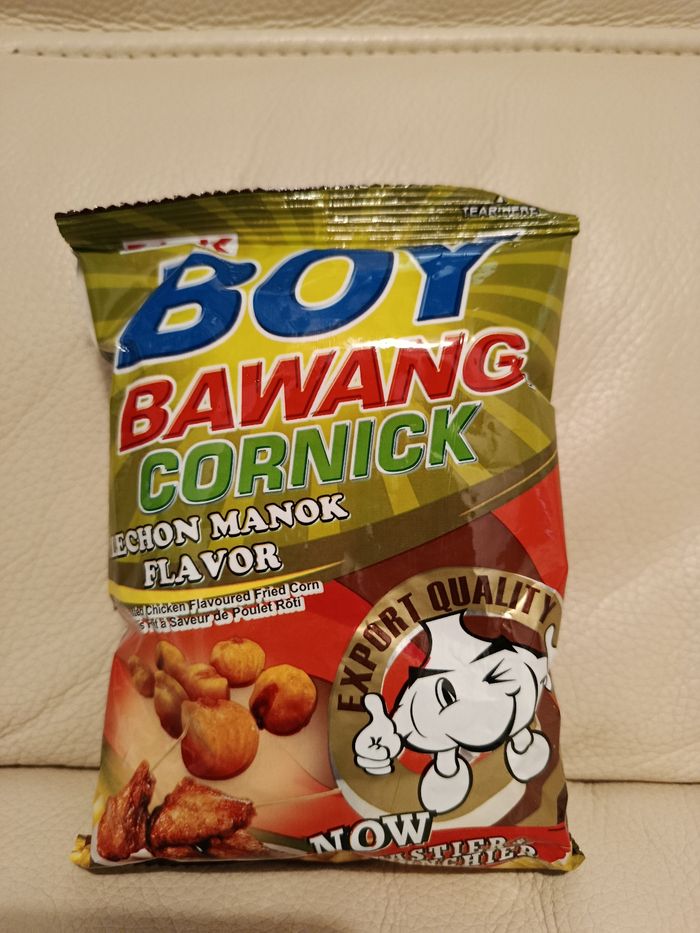 TEAR HERE
BOY
BAWANG
CORNICK
LECHON MANOK
FLAVOR
Chicken Flavoured Fried Corn
à Saveur de Poulet Rôti
EXPORT QUALITY
NOW